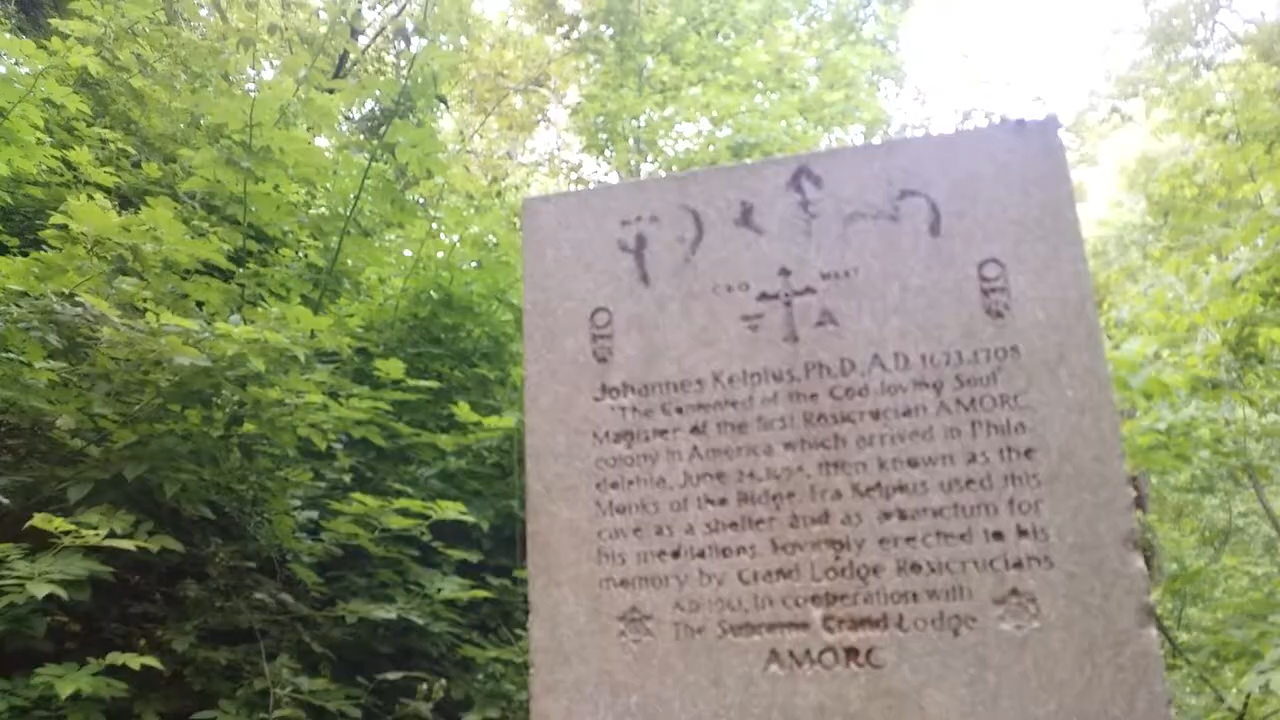 Johannes Kelpius, Ph.D., A.D. 1673-1708
"The Contented of the God-loving Soul"
Magister of the first Rosicrucian AMORC
colony in America which arrived in Phila-
delphia, June 24, then known as the
Monks of the Ridge. Fra Kelpius used this
cave as a shelter and as a sanctum for
his meditations. Lovingly erected to his
memory by Grand Lodge Rosicrucians
A.D. 1961, in cooperation with
The Supreme Grand Lodge
AMORC